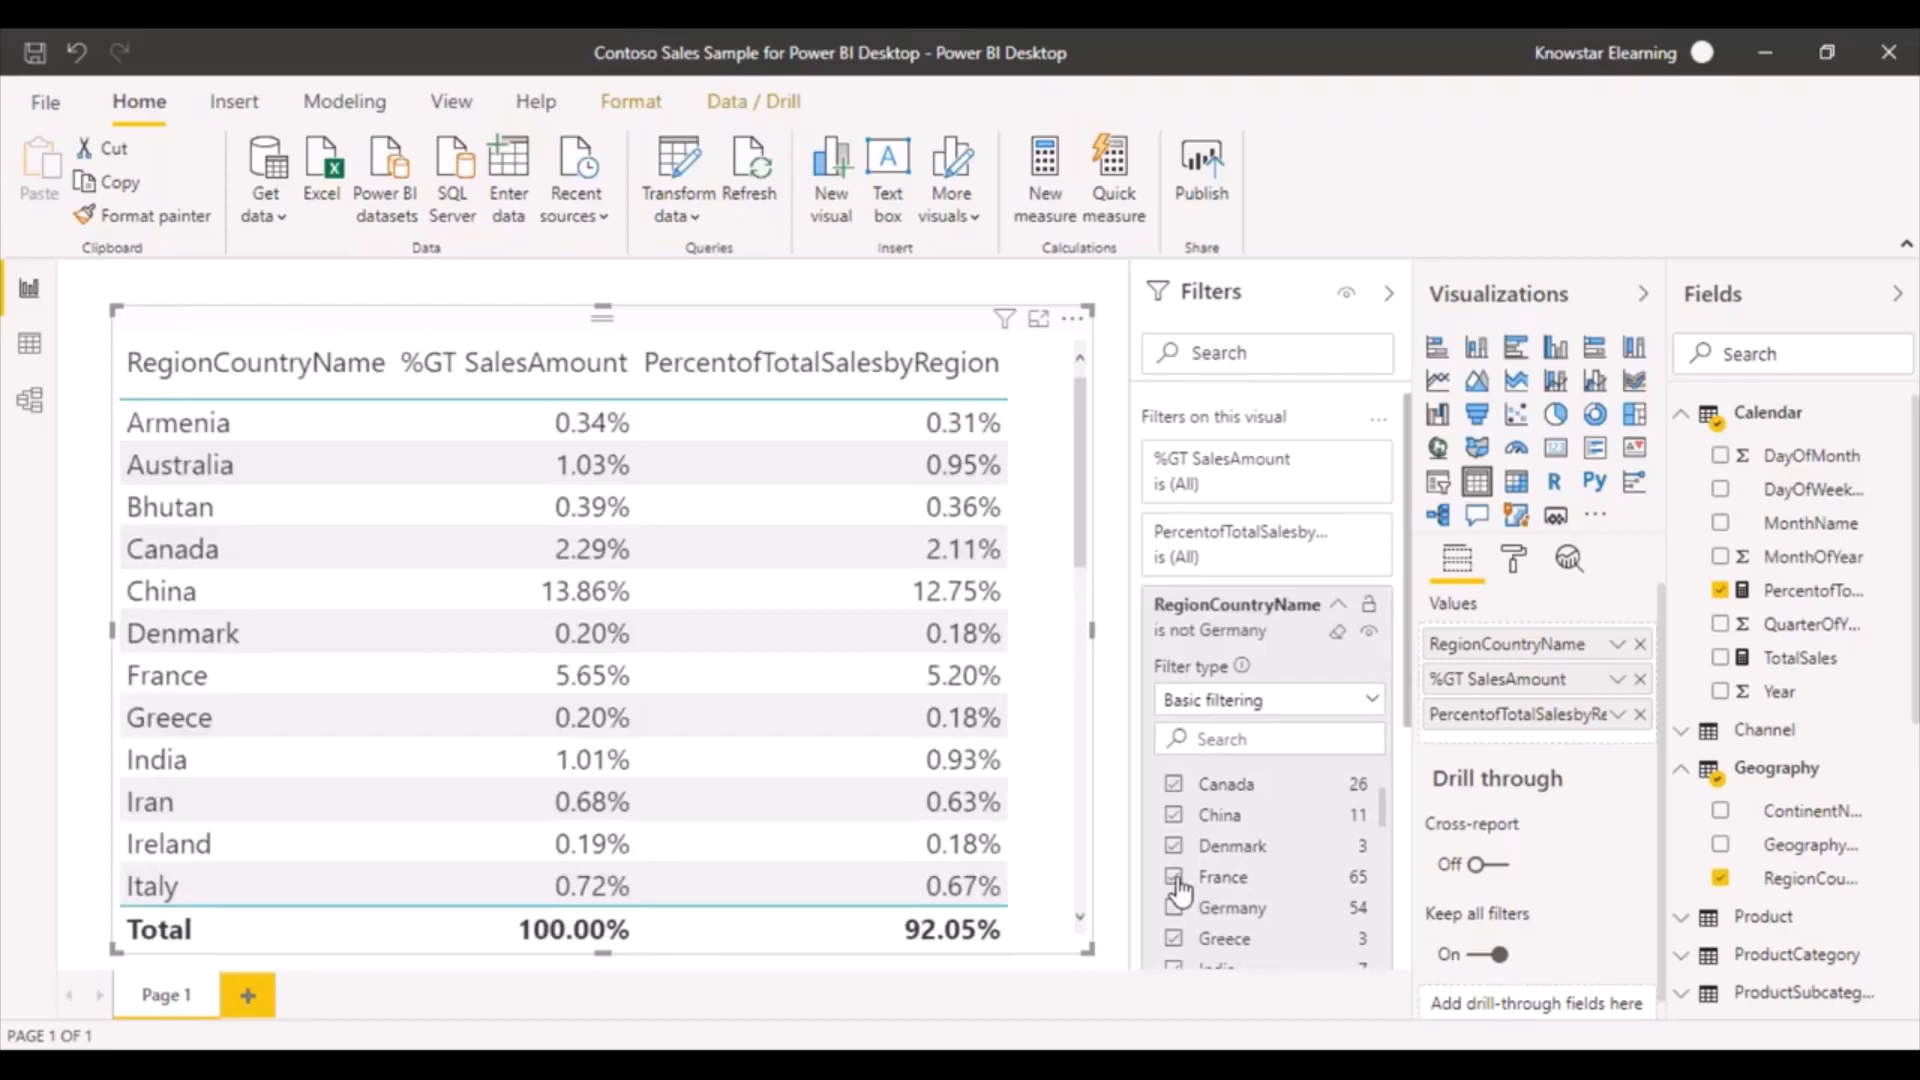 Contoso Sales Sample for Power BI Desktop - Power BI Desktop
Knowstar Elearning
File Home Insert Modeling View Help Format Data / Drill
Paste
Cut
Copy
Format painter
Clipboard
Get data
Excel
Power BI datasets
SQL Server
Enter data
Recent sources
Data
Transform data
Refresh
Queries
New visual
A
Text box
More visuals
Insert
New measure
Quick measure
Calculations
Publish
Share
RegionCountryName %GT SalesAmount PercentofTotalSalesbyRegion
Armenia 0.34% 0.31%
Australia 1.03% 0.95%
Bhutan 0.39% 0.36%
Canada 2.29% 2.11%
China 13.86% 12.75%
Denmark 0.20% 0.18%
France 5.65% 5.20%
Greece 0.20% 0.18%
India 1.01% 0.93%
Iran 0.68% 0.63%
Ireland 0.19% 0.18%
Italy 0.72% 0.67%
Total 100.00% 92.05%
Page 1
PAGE 1 OF 1
Filters
Search
Filters on this visual
%GT SalesAmount
is (All)
PercentofTotalSalesby...
is (All)
RegionCountryName
is not Germany
Filter type
Basic filtering
Search
Canada 26
China 11
Denmark 3
France 65
Germany 54
Greece 3
Visualizations
R Py
123
Values
RegionCountryName
%GT SalesAmount
PercentofTotalSalesbyRe
Drill through
Cross-report
Off
Keep all filters
On
Add drill-through fields here
Fields
Search
Calendar
Σ DayOfMonth
DayOfWeek...
MonthName
Σ MonthOfYear
PercentofTo...
Σ QuarterOfY...
TotalSales
Σ Year
Channel
Geography
ContinentN...
Geography...
RegionCou...
Product
ProductCategory
ProductSubcateg...